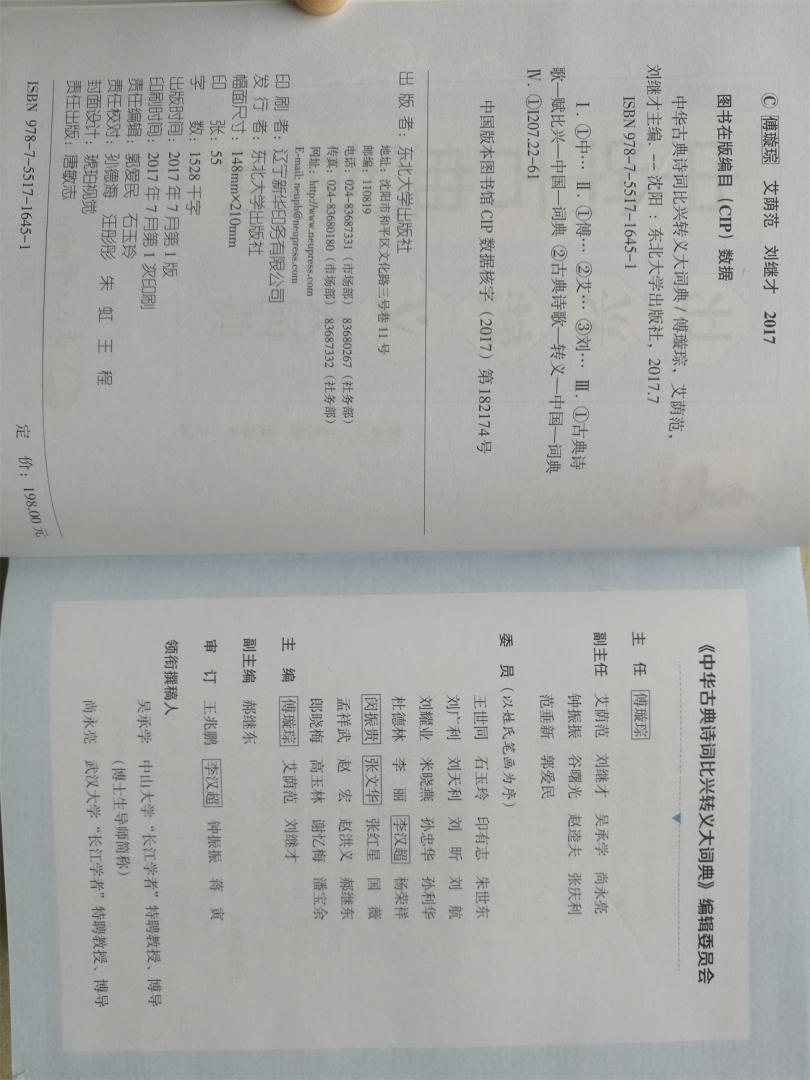 © 傅璇琮 艾荫范 刘继才 2017
图书在版编目（CIP）数据
中华古典诗词比兴转义大词典 / 傅璇琮，艾荫范，
刘继才主编. -- 沈阳 : 东北大学出版社，2017.7
ISBN 978-7-5517-1645-1
Ⅰ. ①中… Ⅱ. ①傅… ②艾… ③刘… Ⅲ. ①古典诗
歌—赋比兴—中国—词典 ②古典诗歌—转义—中国—词典
Ⅳ. ①I207.22-61
中国版本图书馆 CIP 数据核字（2017）第 182174 号
出 版 者：东北大学出版社
地址：沈阳市和平区文化路三号巷 11 号
邮编：110819
电话：024-83687331（市场部） 83680267（社务部）
传真：024-83680180（市场部） 83687332（社务部）
网址：http://www.neupress.com
E-mail: neuph@neupress.com
印 刷 者：辽宁新华印务有限公司
发 行 者：东北大学出版社
幅面尺寸：148mm×210mm
印 张：55
字 数：1528 千字
出版时间：2017 年 7 月第 1 版
印刷时间：2017 年 7 月第 1 次印刷
责任编辑：郭爱民 石玉玲
责任校对：孙德海 汪彤彤 朱 虹 王 程
封面设计：琥珀视觉
责任出版：唐敏志
ISBN 978-7-5517-1645-1
定 价：198.00 元
《中华古典诗词比兴转义大词典》编辑委员会
主 任 傅璇琮
副主任 艾荫范 刘继才 吴承学 尚永亮
钟振振 谷曙光 赵逵夫 张庆利
范垂新 郭爱民
委 员（以姓氏笔画为序）
王世同 石玉玲 印有志 朱世东
刘广利 刘天利 刘 昕 刘 航
刘耀业 米晓燕 孙忠华 孙利华
杜德林 李 丽 李汉超 杨荣祥
闵振贵 张文华 张红星 国 薇
孟祥武 赵 宏 赵洪义 郝继东
郎晓梅 高玉林 谢忆梅 潘宝余
主 编 傅璇琮 艾荫范 刘继才
副主编 郝继东
审 订 王兆鹏 李汉超 钟振振 蒋 寅
领衔撰稿人
吴承学 中山大学“长江学者”特聘教授、博导
（博士生导师简称）
尚永亮 武汉大学“长江学者”特聘教授、博导